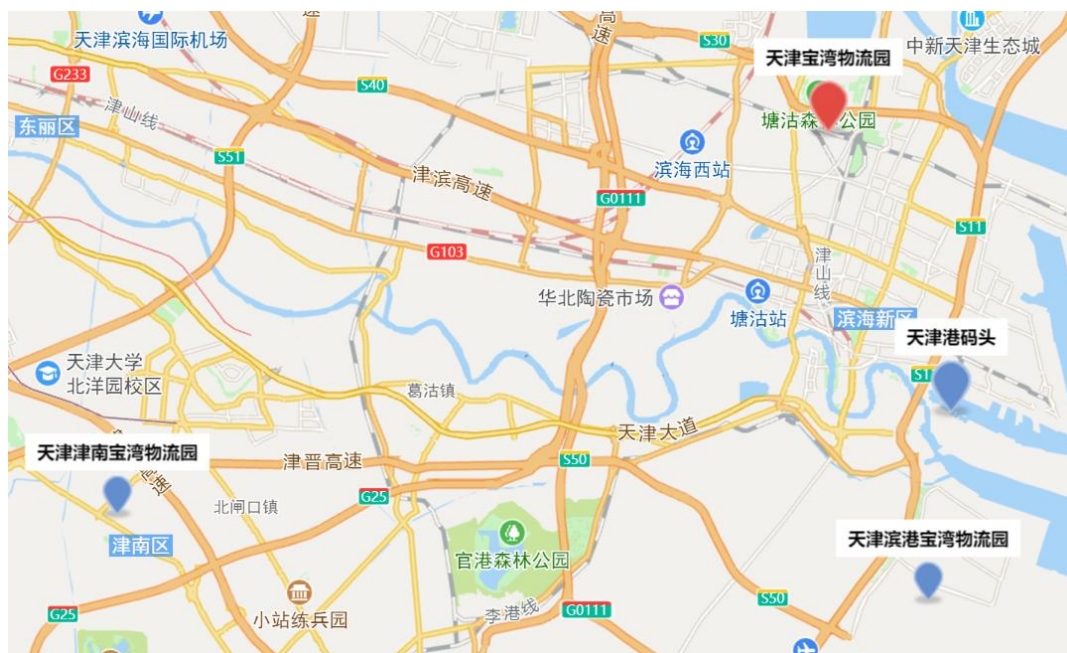 速
高
速
S30
天津滨海国际机场
中新天津生态城
天津宝湾物流园
G233
S40
津山线
塘沽森
公园
东丽区
S51
滨海西站
津滨高速
G0111
S11
G103
津山线
华北陶瓷市场
塘沽站
滨海新区
天津港码头
天津大学
北洋园校区
葛沽镇
S1
天津大道
天津津南宝湾物流园
高速
津晋高速
S50
G25
北闸口镇
天津滨港宝湾物流园
津南区
官港森林公园
S50
小站练兵园
李港线
G0111
G25